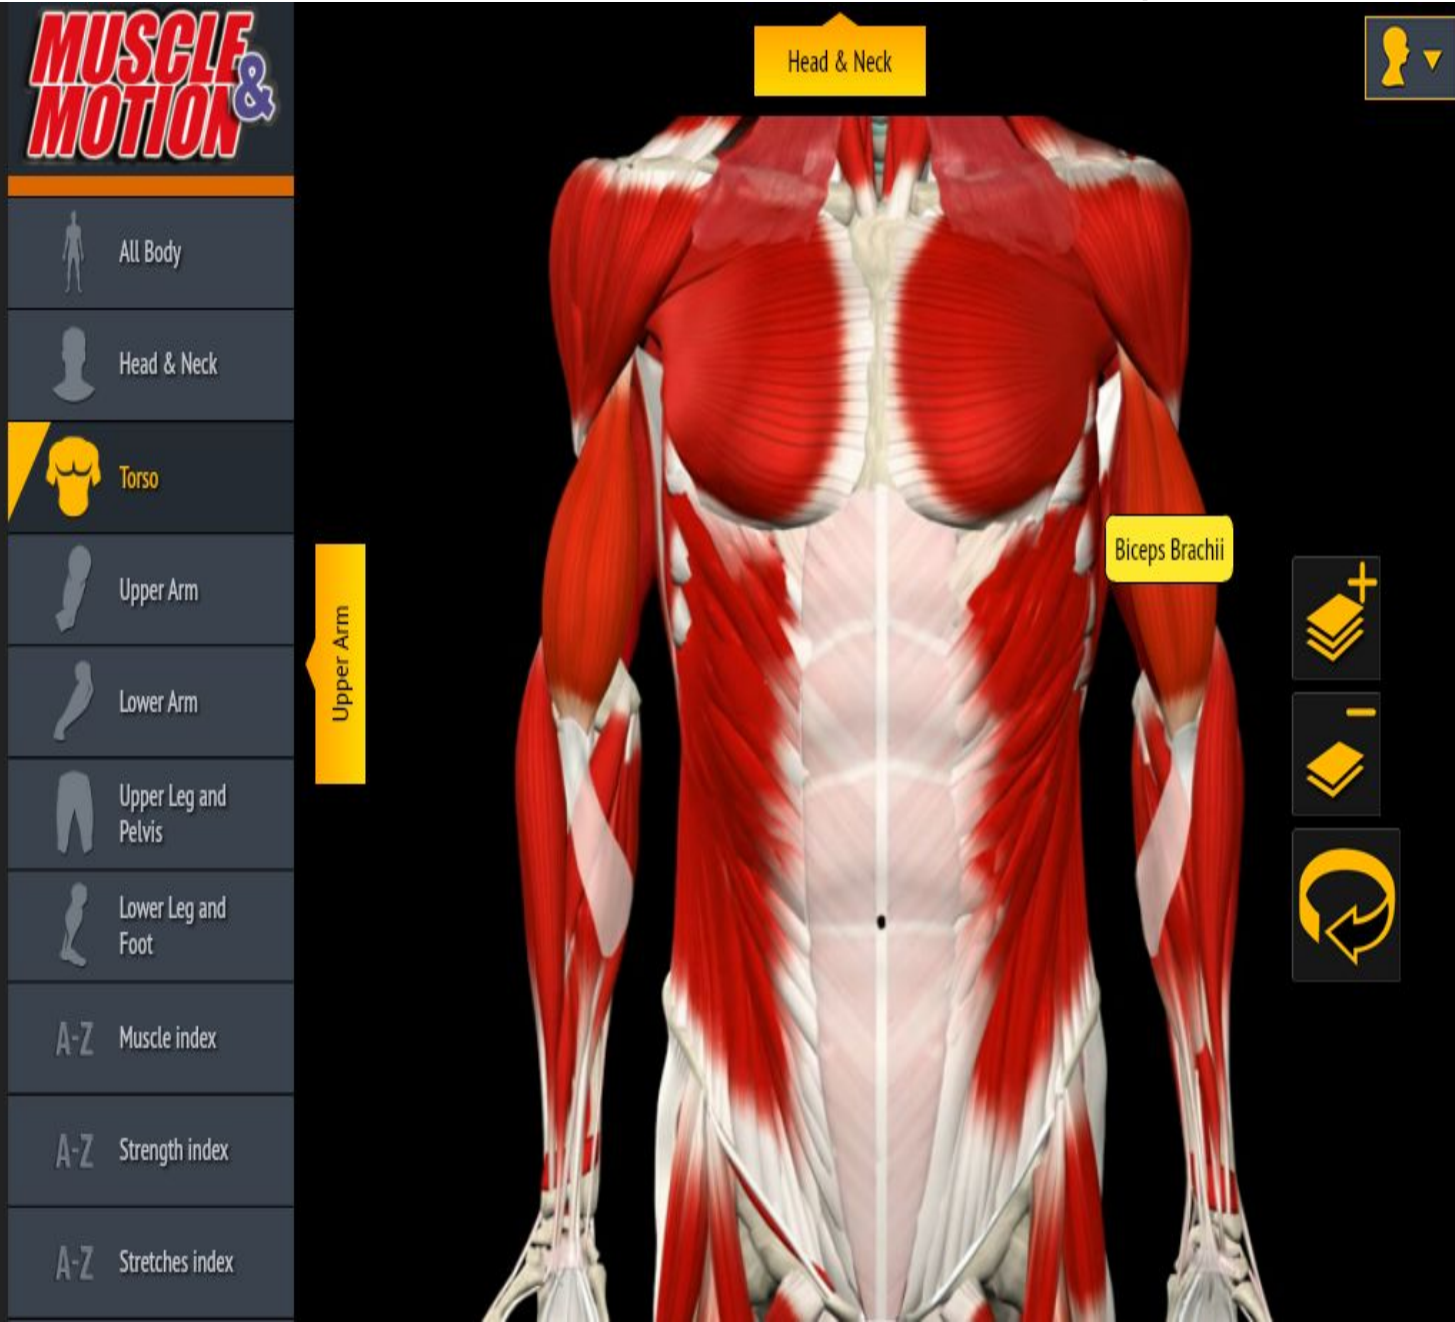 MUSCLE
&
MOTION
All Body
Head & Neck
Torso
Upper Arm
Lower Arm
Upper Leg and
Pelvis
Lower Leg and
Foot
A-Z Muscle index
A-Z Strength index
A-Z Stretches index
Head & Neck
Upper Arm
Biceps Brachii